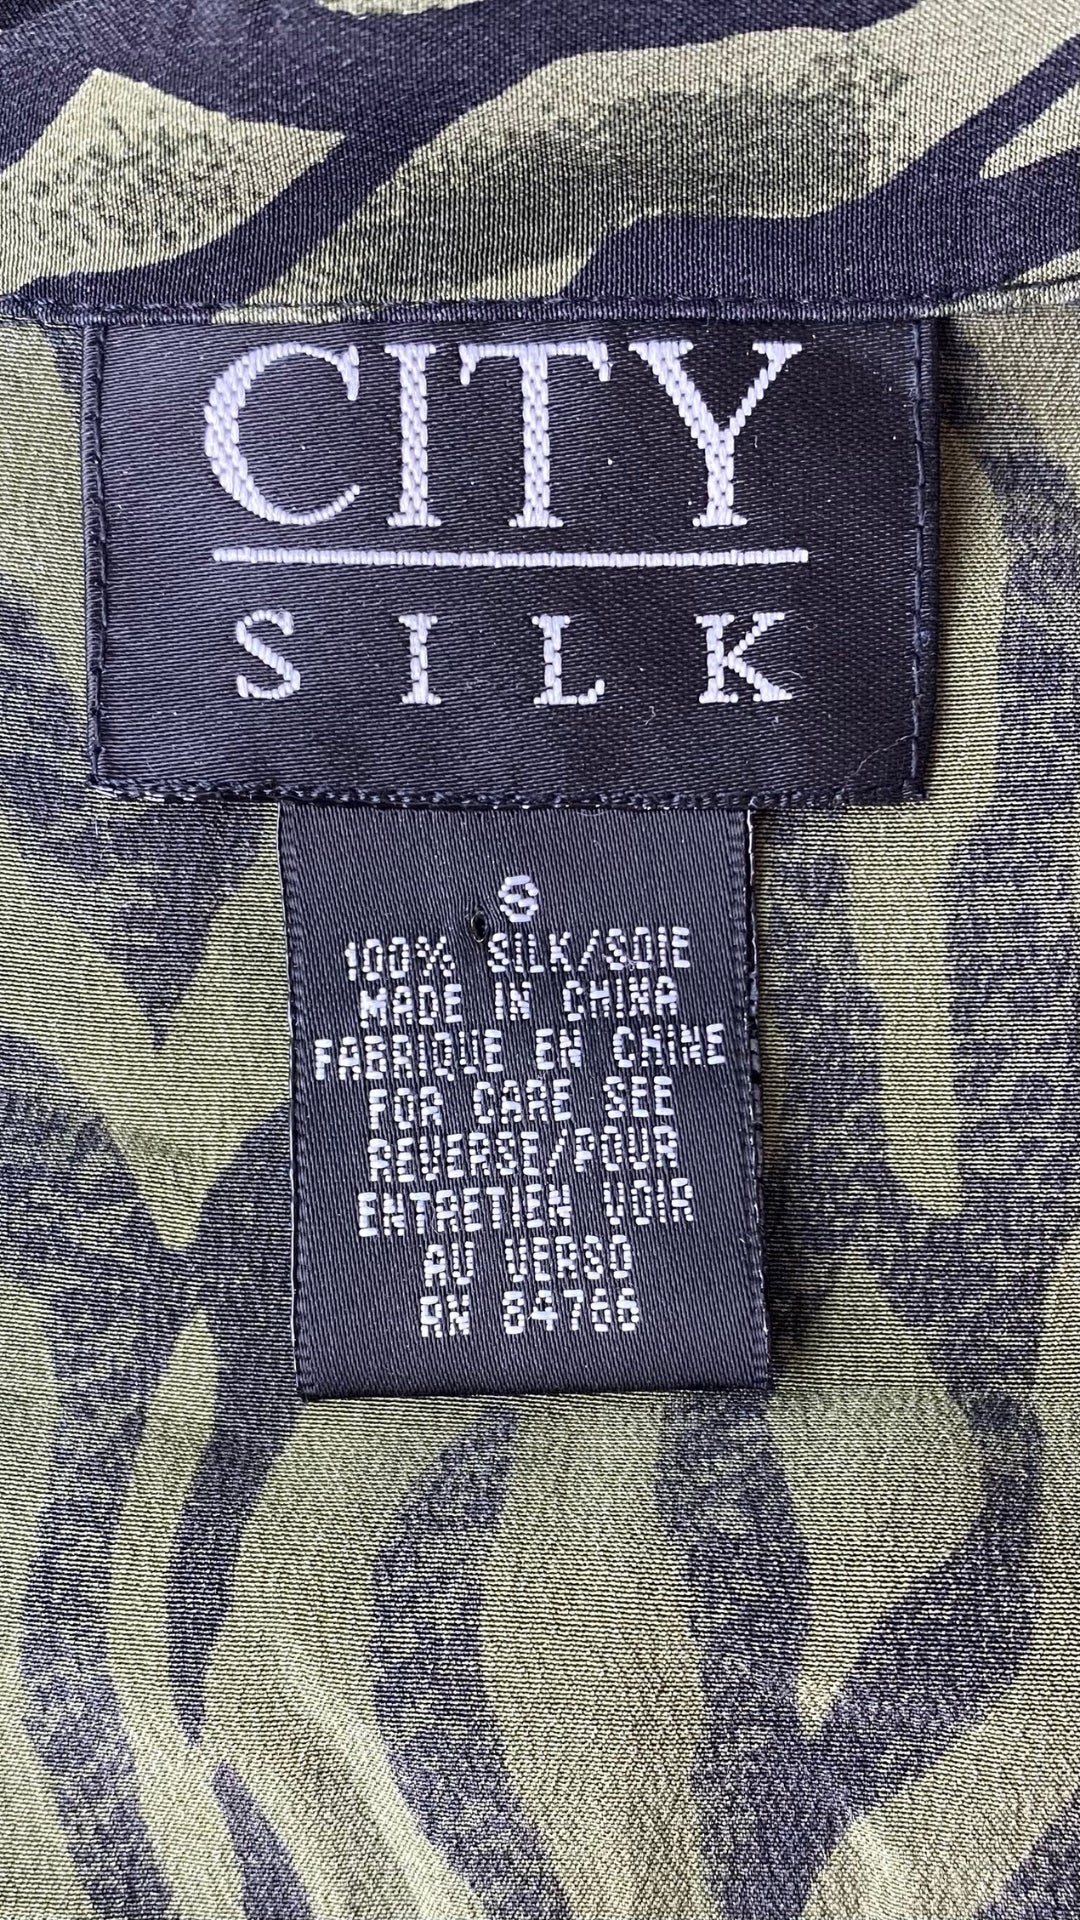 CITY
SILK
S
100% SILK/SOIE
MADE IN CHINA
FABRIQUE EN CHINE
FOR CARE SEE
REVERSE/POUR
ENTRETIEN VOIR
AU VERSO
RN 84766